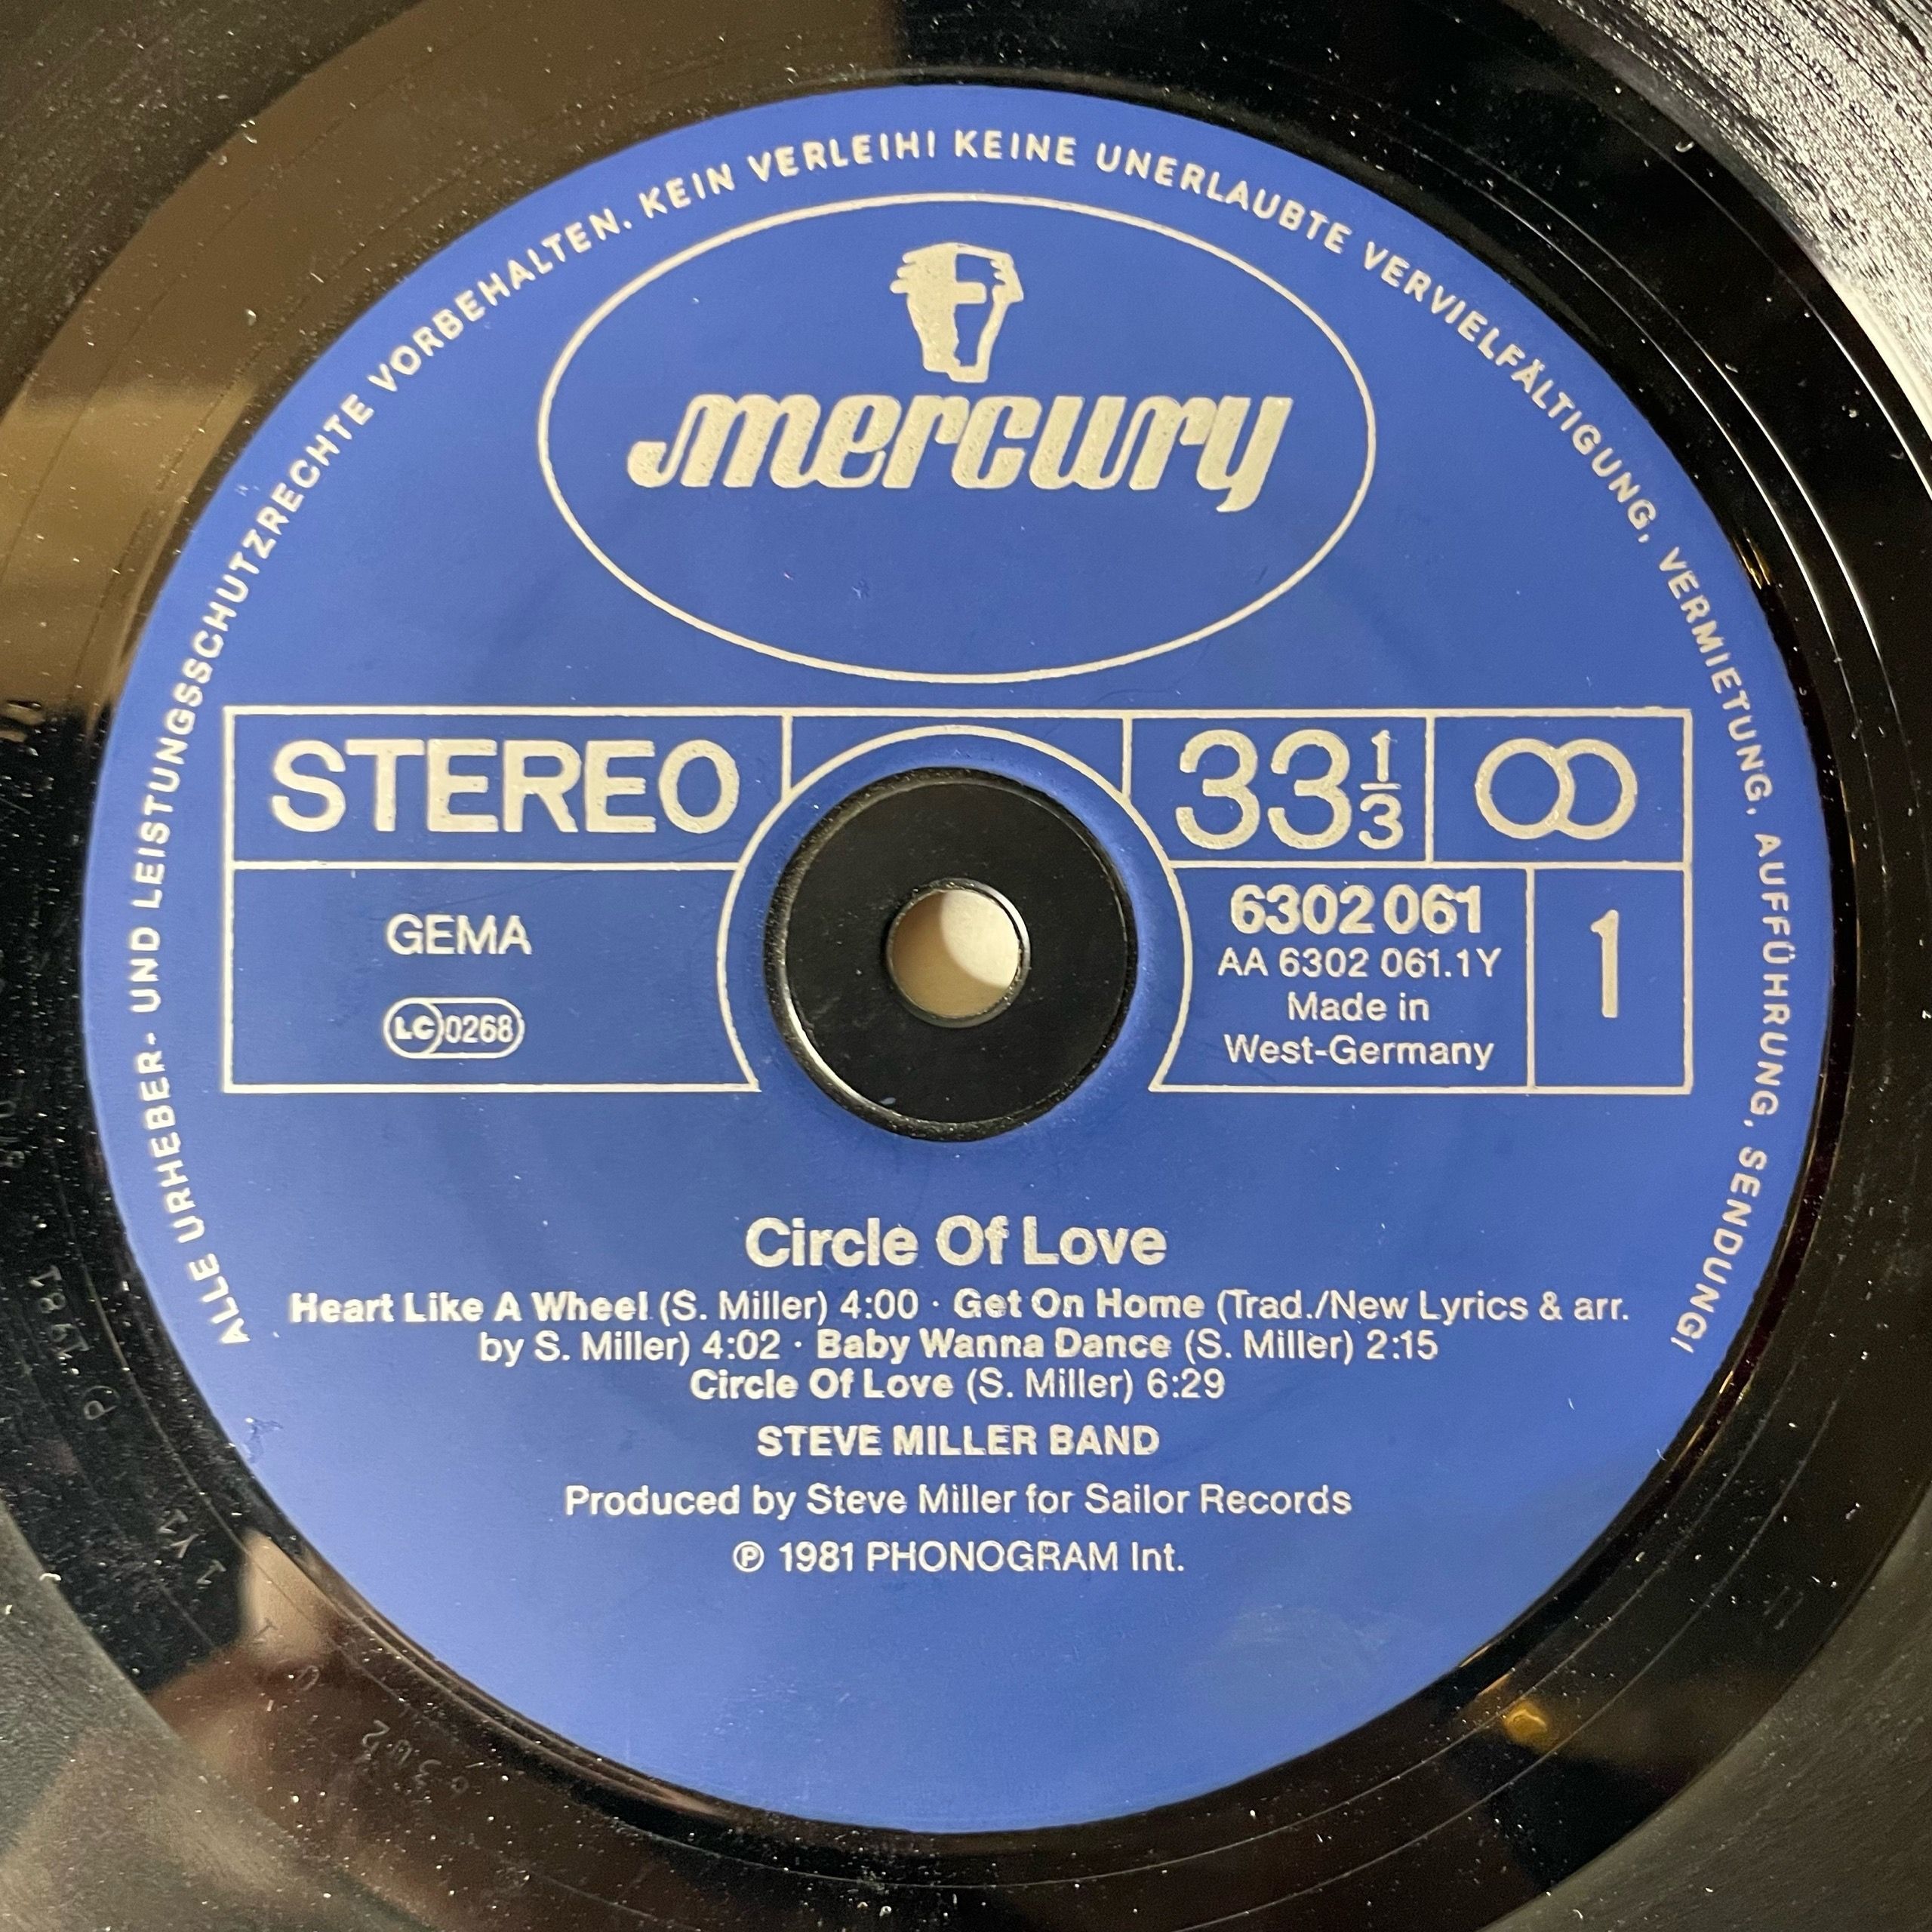 ALLE URHEBER- UND LEISTUNGSSCHUTZRECHTE VORBEHALTEN. KEIN VERLEIH! KEINE UNERLAUBTE VERVIELFÄLTIGUNG, VERMIETUNG, AUFFÜHRUNG, SENDUNG!
mercury
STEREO
33 1/3
GEMA
LC 0268
6302 061
AA 6302 061.1Y
Made in
West-Germany
1
Circle Of Love
Heart Like A Wheel (S. Miller) 4:00 · Get On Home (Trad./New Lyrics & arr.
by S. Miller) 4:02 · Baby Wanna Dance (S. Miller) 2:15
Circle Of Love (S. Miller) 6:29
STEVE MILLER BAND
Produced by Steve Miller for Sailor Records
℗ 1981 PHONOGRAM Int.